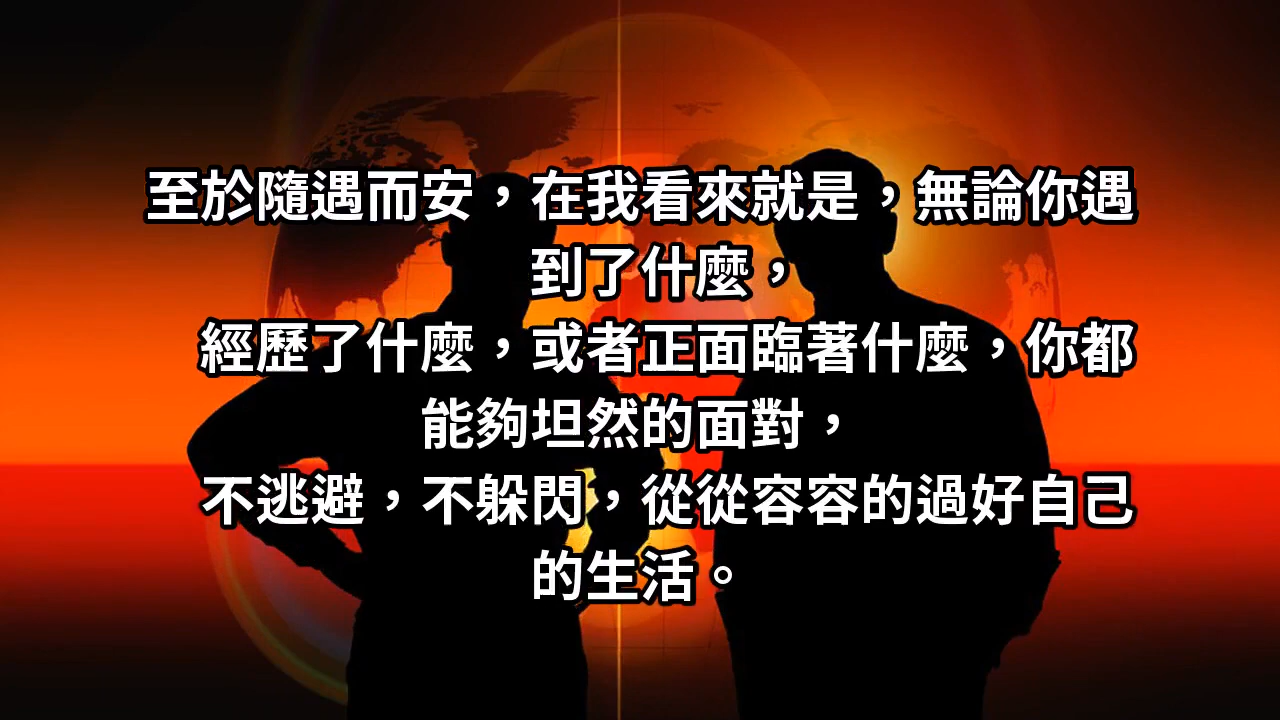 至於隨遇而安，在我看來就是，無論你遇
到了什麼，
經歷了什麼，或者正面臨著什麼，你都
能夠坦然的面對，
不逃避，不躲閃，從從容容的過好自己
的生活。